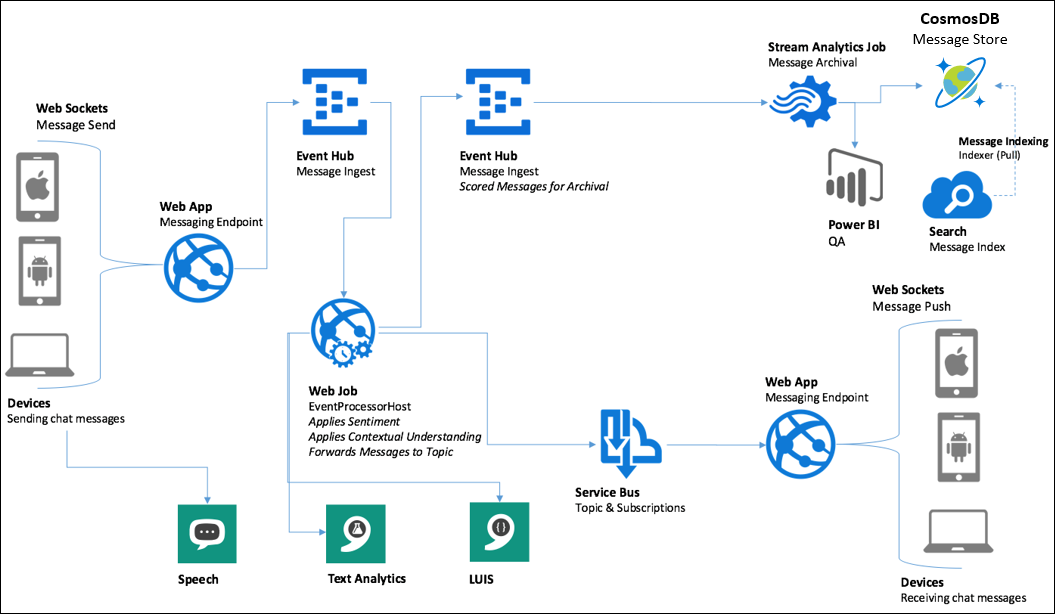 CosmosDB
Message Store
Stream Analytics Job
Message Archival
Web Sockets
Message Send
Event Hub
Message Ingest
Event Hub
Message Ingest
Scored Messages for Archival
Message Indexing
Indexer (Pull)
Web App
Messaging Endpoint
Power BI
QA
Search
Message Index
Web Sockets
Message Push
Web Job
EventProcessorHost
Applies Sentiment
Applies Contextual Understanding
Forwards Messages to Topic
Web App
Messaging Endpoint
Devices
Sending chat messages
Service Bus
Topic & Subscriptions
Speech
Text Analytics
LUIS
Devices
Receiving chat messages